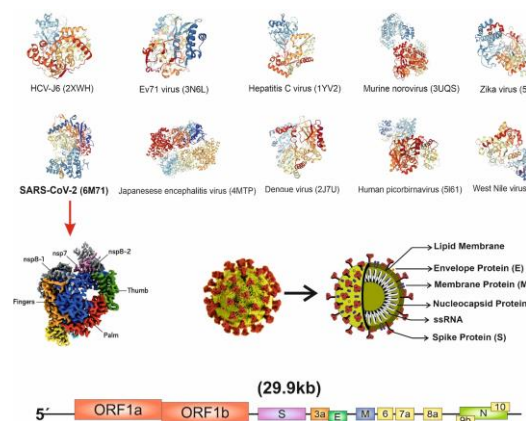 HCV-J6 (2XWH) Ev71 virus (3N6L) Hepatitis C virus (1YV2) Murine norovirus (3UQS) Zika virus (5
SARS-CoV-2 (6M71) Japanesese encephalitis virus (4MTP) Dengue virus (2J7U) Human picorbirnavirus (5I61) West Nile virus
nsp8-1
nsp7
nsp8-2
Fingers
Thumb
Palm
Lipid Membrane
Envelope Protein (E)
Membrane Protein (M
Nucleocapsid Protein
ssRNA
Spike Protein (S)
(29.9kb)
5´ ORF1a ORF1b S 3a E M 6 7a 8a 9b N 10